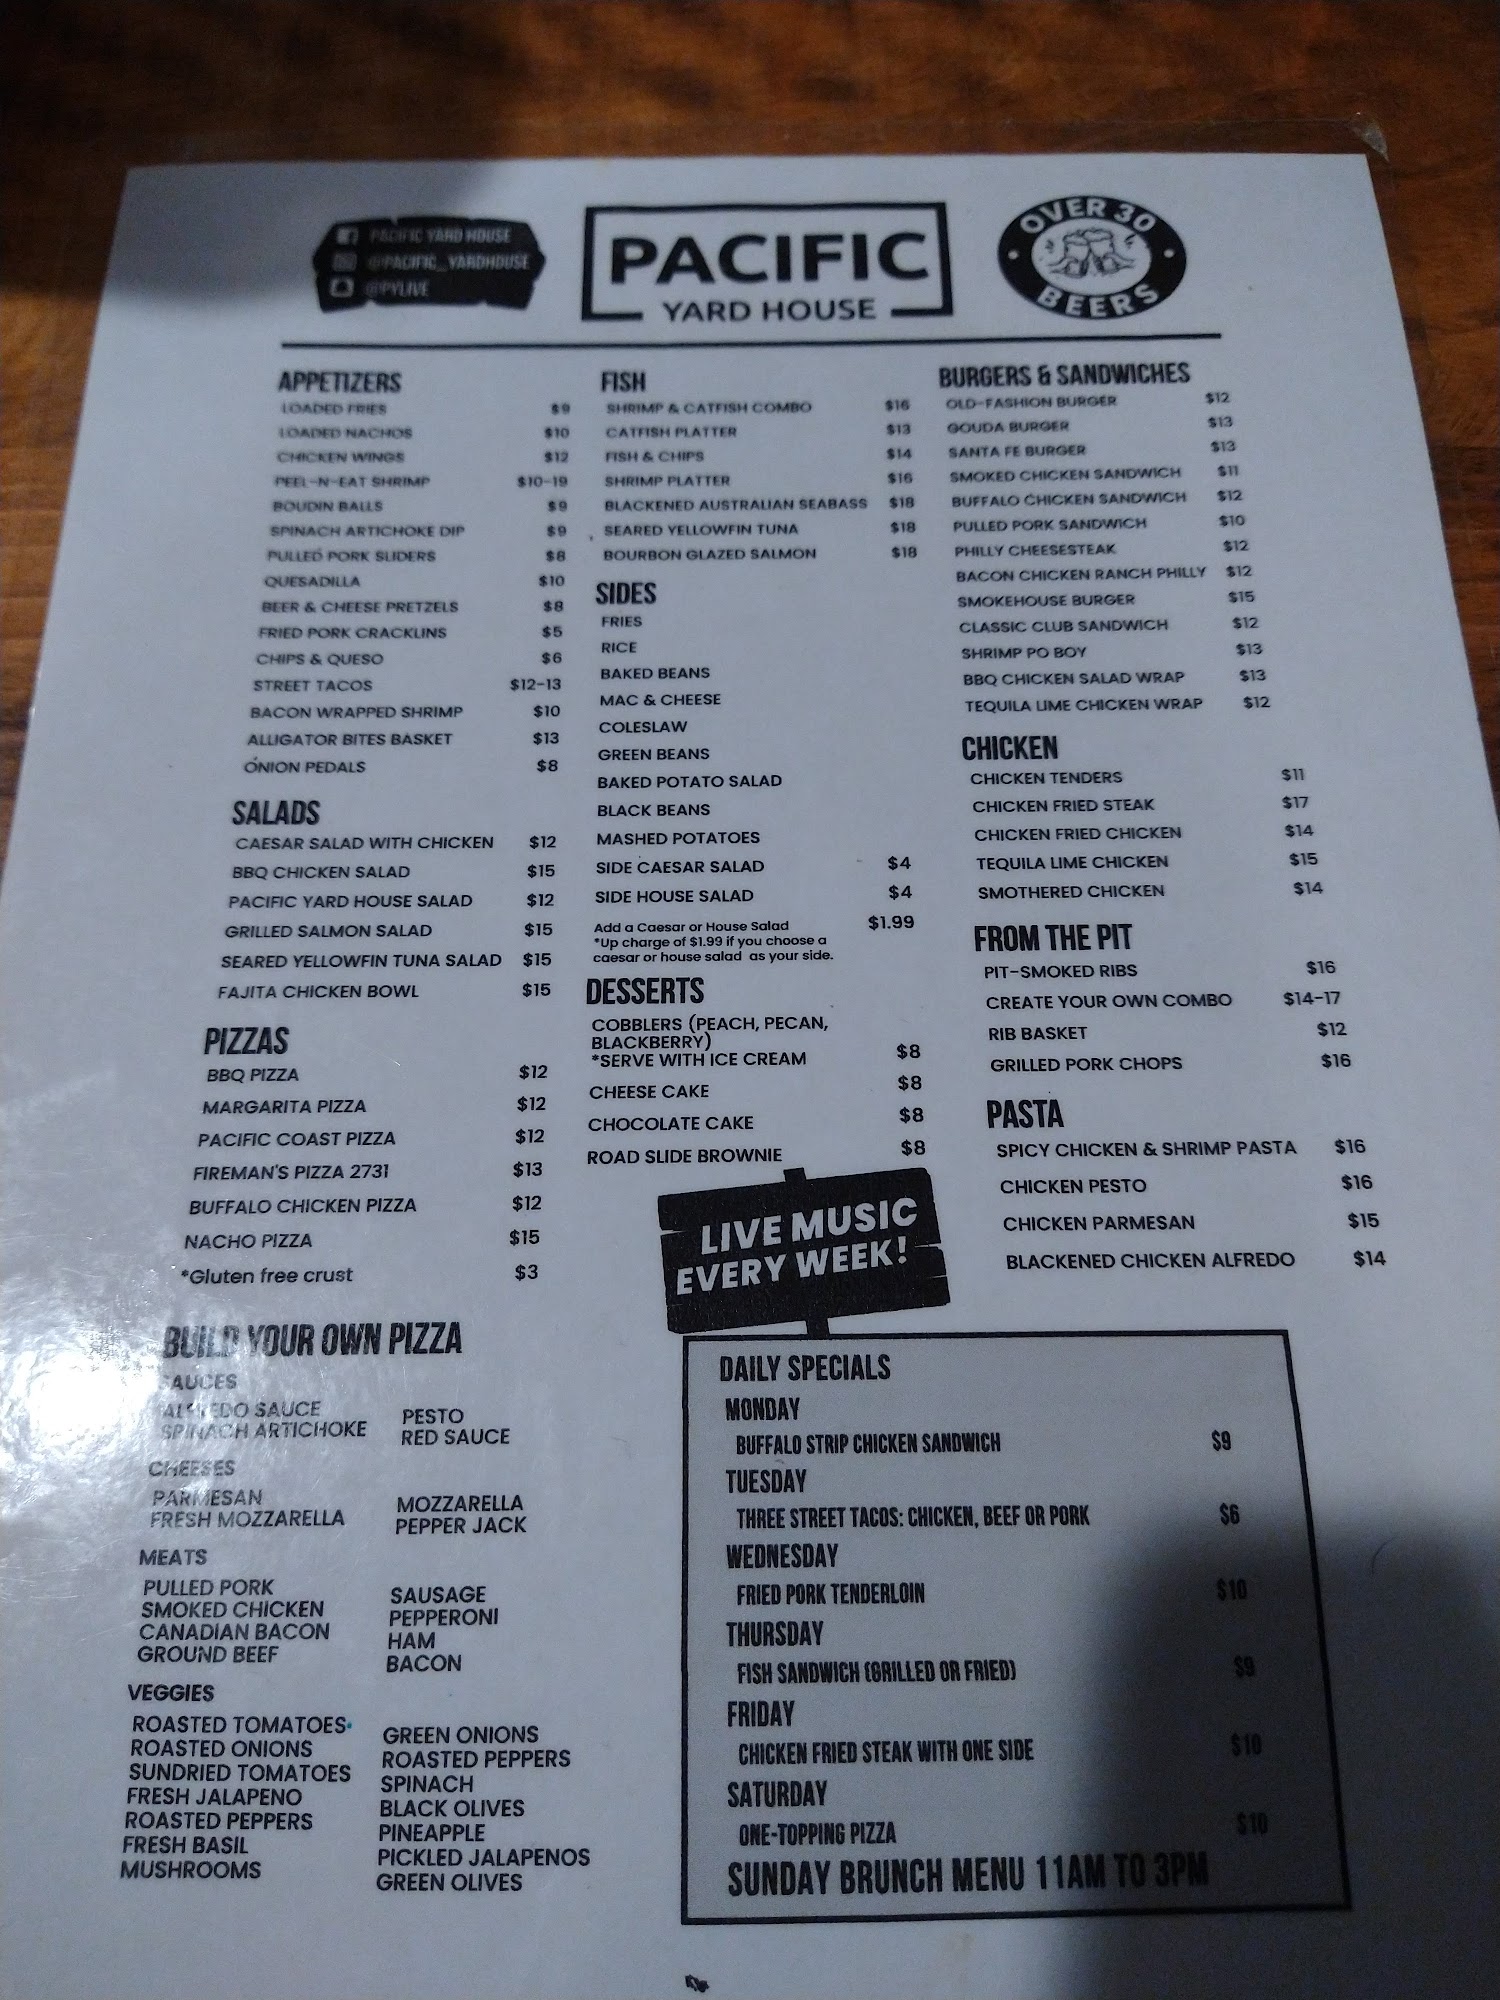 PACIFIC YARD HOUSE
@PACIFIC_YARDHOUSE
@PYLIVE
PACIFIC
YARD HOUSE
OVER 30
BEERS
APPETIZERS
LOADED FRIES $9
LOADED NACHOS $10
CHICKEN WINGS $12
PEEL-N-EAT SHRIMP $10-19
BOUDIN BALLS $9
SPINACH ARTICHOKE DIP $9
PULLED PORK SLIDERS $8
QUESADILLA $10
BEER & CHEESE PRETZELS $8
FRIED PORK CRACKLINS $5
CHIPS & QUESO $6
STREET TACOS $12-13
BACON WRAPPED SHRIMP $10
ALLIGATOR BITES BASKET $13
ONION PEDALS $8
SALADS
CAESAR SALAD WITH CHICKEN $12
BBQ CHICKEN SALAD $15
PACIFIC YARD HOUSE SALAD $12
GRILLED SALMON SALAD $15
SEARED YELLOWFIN TUNA SALAD $15
FAJITA CHICKEN BOWL $15
PIZZAS
BBQ PIZZA $12
MARGARITA PIZZA $12
PACIFIC COAST PIZZA $12
FIREMAN'S PIZZA 2731 $13
BUFFALO CHICKEN PIZZA $12
NACHO PIZZA $15
*Gluten free crust $3
BUILD YOUR OWN PIZZA
SAUCES
ALFREDO SAUCE PESTO
SPINACH ARTICHOKE RED SAUCE
CHEESES
PARMESAN MOZZARELLA
FRESH MOZZARELLA PEPPER JACK
MEATS
PULLED PORK SAUSAGE
SMOKED CHICKEN PEPPERONI
CANADIAN BACON HAM
GROUND BEEF BACON
VEGGIES
ROASTED TOMATOES GREEN ONIONS
ROASTED ONIONS ROASTED PEPPERS
SUNDRIED TOMATOES SPINACH
FRESH JALAPENO BLACK OLIVES
ROASTED PEPPERS PINEAPPLE
FRESH BASIL PICKLED JALAPENOS
MUSHROOMS GREEN OLIVES
FISH
SHRIMP & CATFISH COMBO $16
CATFISH PLATTER $13
FISH & CHIPS $14
SHRIMP PLATTER $16
BLACKENED AUSTRALIAN SEABASS $18
SEARED YELLOWFIN TUNA $18
BOURBON GLAZED SALMON $18
SIDES
FRIES
RICE
BAKED BEANS
MAC & CHEESE
COLESLAW
GREEN BEANS
BAKED POTATO SALAD
BLACK BEANS
MASHED POTATOES
SIDE CAESAR SALAD $4
SIDE HOUSE SALAD $4
Add a Caesar or House Salad $1.99
*Up charge of $1.99 if you choose a
caesar or house salad as your side.
DESSERTS
COBBLERS (PEACH, PECAN,
BLACKBERRY)
*SERVE WITH ICE CREAM $8
CHEESE CAKE $8
CHOCOLATE CAKE $8
ROAD SLIDE BROWNIE $8
LIVE MUSIC
EVERY WEEK!
BURGERS & SANDWICHES
OLD-FASHION BURGER $12
GOUDA BURGER $13
SANTA FE BURGER $13
SMOKED CHICKEN SANDWICH $11
BUFFALO CHICKEN SANDWICH $12
PULLED PORK SANDWICH $10
PHILLY CHEESESTEAK $12
BACON CHICKEN RANCH PHILLY $12
SMOKEHOUSE BURGER $15
CLASSIC CLUB SANDWICH $12
SHRIMP PO BOY $13
BBQ CHICKEN SALAD WRAP $13
TEQUILA LIME CHICKEN WRAP $12
CHICKEN
CHICKEN TENDERS $11
CHICKEN FRIED STEAK $17
CHICKEN FRIED CHICKEN $14
TEQUILA LIME CHICKEN $15
SMOTHERED CHICKEN $14
FROM THE PIT
PIT-SMOKED RIBS $16
CREATE YOUR OWN COMBO $14-17
RIB BASKET $12
GRILLED PORK CHOPS $16
PASTA
SPICY CHICKEN & SHRIMP PASTA $16
CHICKEN PESTO $16
CHICKEN PARMESAN $15
BLACKENED CHICKEN ALFREDO $14
DAILY SPECIALS
MONDAY
BUFFALO STRIP CHICKEN SANDWICH $9
TUESDAY
THREE STREET TACOS: CHICKEN, BEEF OR PORK $6
WEDNESDAY
FRIED PORK TENDERLOIN $10
THURSDAY
FISH SANDWICH (GRILLED OR FRIED) $9
FRIDAY
CHICKEN FRIED STEAK WITH ONE SIDE $10
SATURDAY
ONE-TOPPING PIZZA $10
SUNDAY BRUNCH MENU 11AM TO 3PM